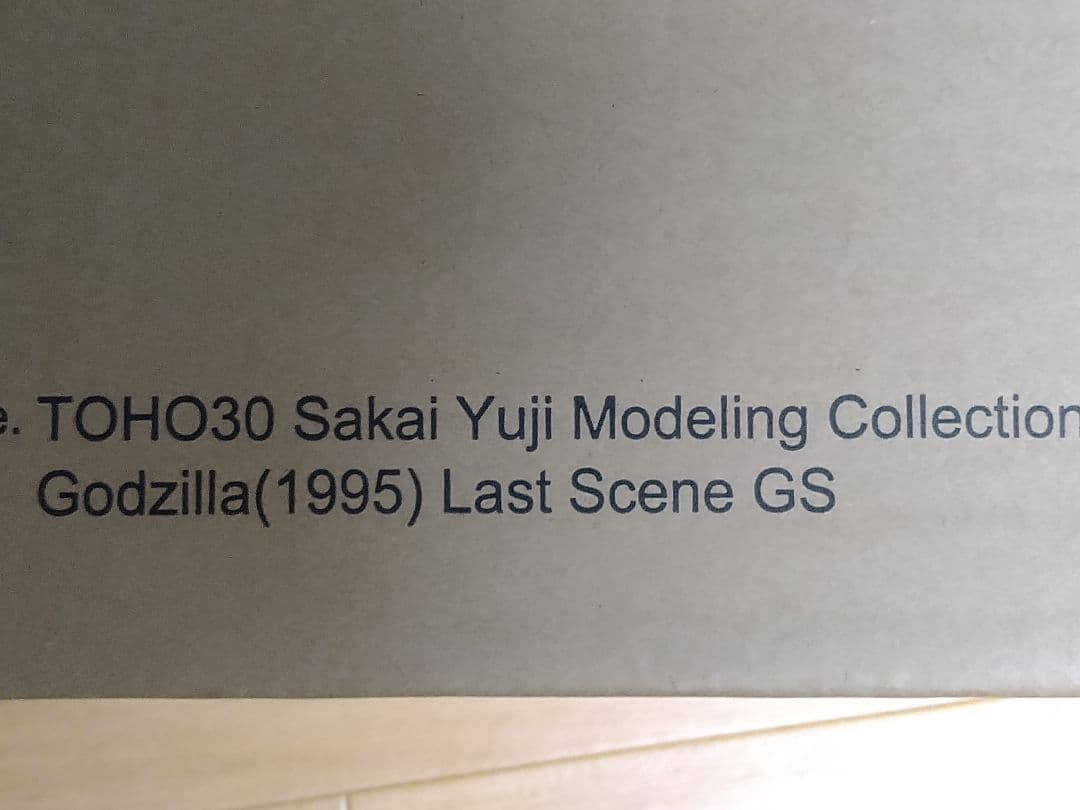 e. TOHO30 Sakai Yuji Modeling Collection
Godzilla(1995) Last Scene GS